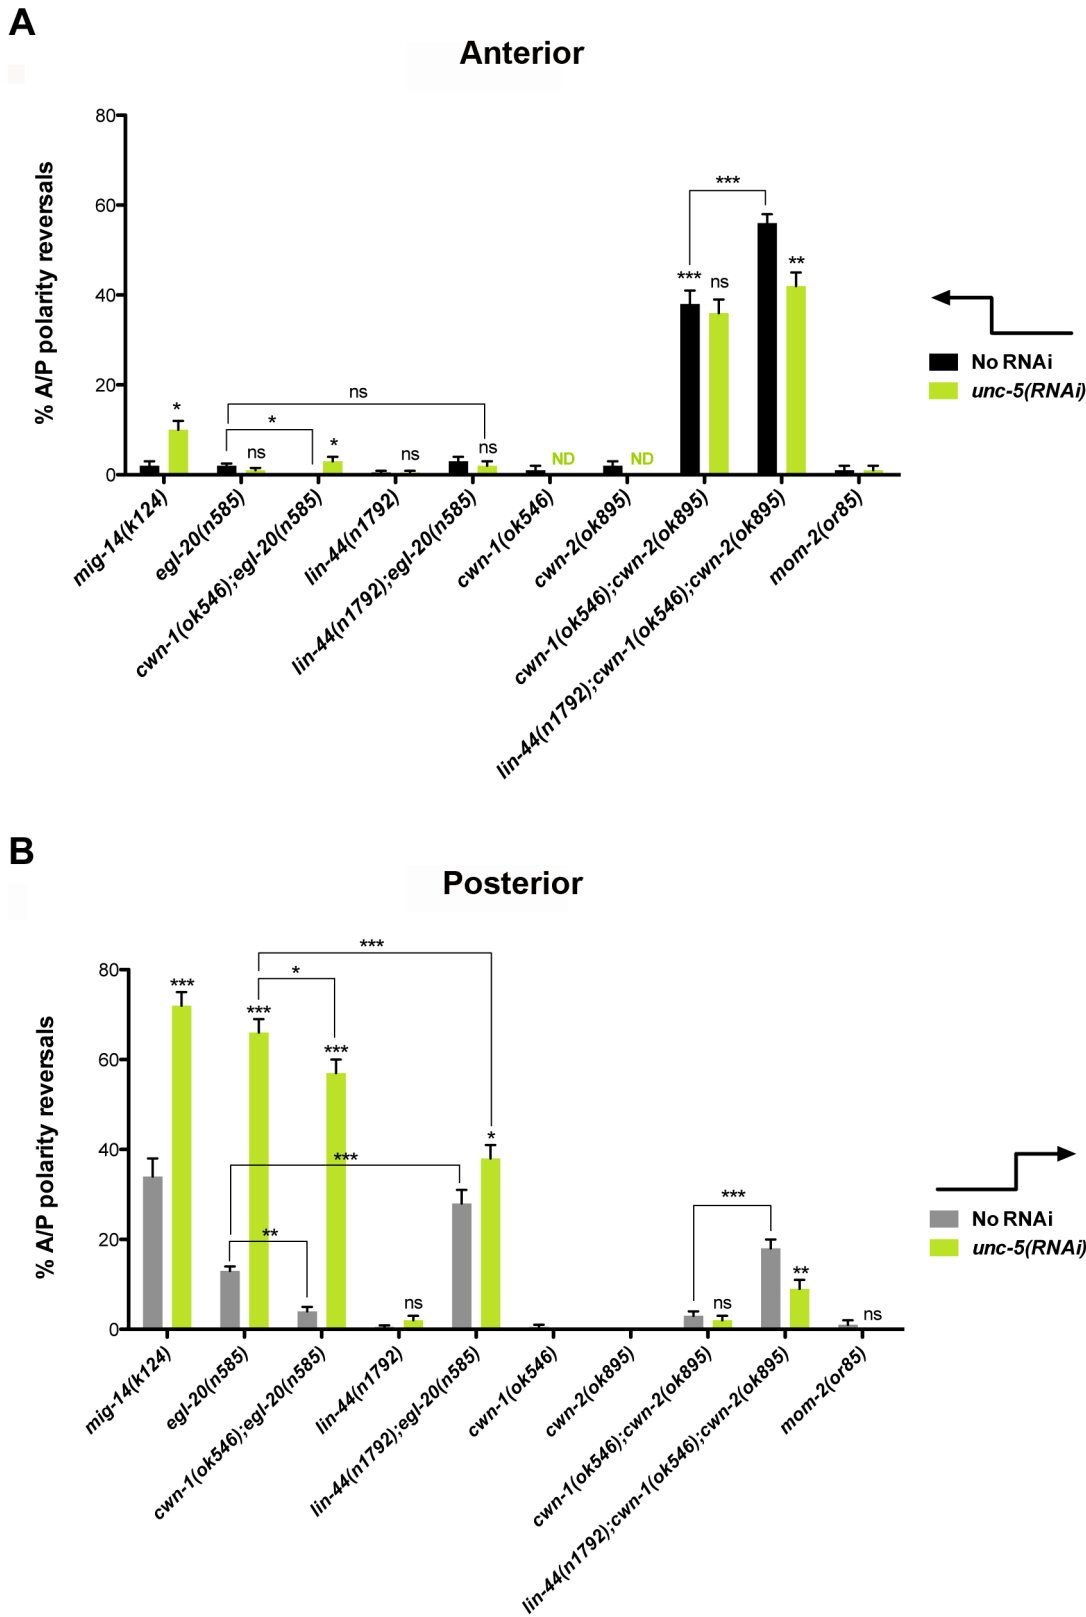 A
Anterior
% A/P polarity reversals
80
60
40
20
0
*
ns
*
*
ns
ns
ns
ND
ND
***
***
ns
**
No RNAi
unc-5(RNAi)
mig-14(k124)
egl-20(n585)
cwn-1(ok546);egl-20(n585)
lin-44(n1792)
lin-44(n1792);egl-20(n585)
cwn-1(ok546)
cwn-2(ok895)
cwn-1(ok546);cwn-2(ok895)
lin-44(n1792);cwn-1(ok546);cwn-2(ok895)
mom-2(or85)
B
Posterior
% A/P polarity reversals
80
60
40
20
0
***
***
*
***
***
***
**
ns
*
***
ns
**
ns
No RNAi
unc-5(RNAi)
mig-14(k124)
egl-20(n585)
cwn-1(ok546);egl-20(n585)
lin-44(n1792)
lin-44(n1792);egl-20(n585)
cwn-1(ok546)
cwn-2(ok895)
cwn-1(ok546);cwn-2(ok895)
lin-44(n1792);cwn-1(ok546);cwn-2(ok895)
mom-2(or85)